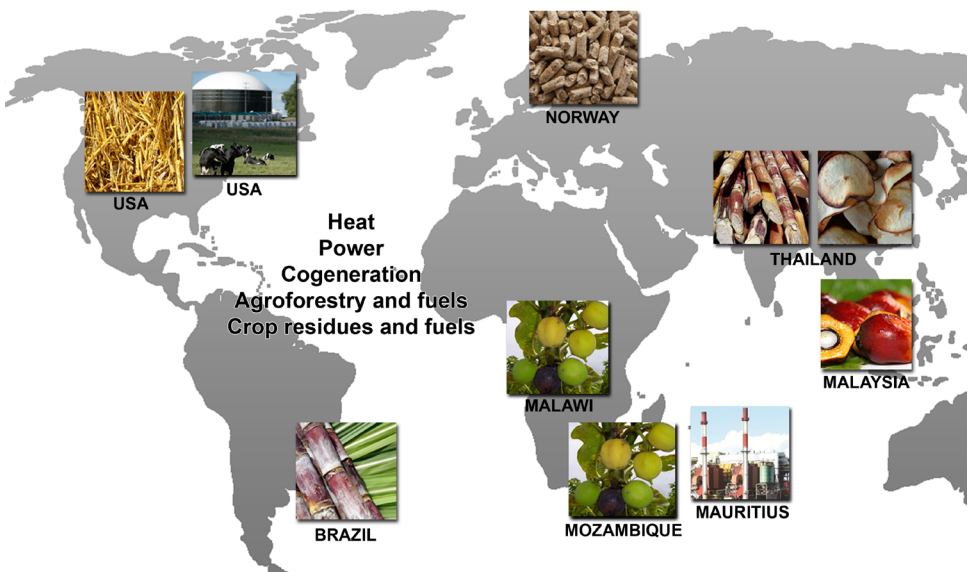 NORWAY
USA
USA
THAILAND
Heat
Power
Cogeneration
Agroforestry and fuels
Crop residues and fuels
MALAYSIA
MALAWI
MAURITIUS
MOZAMBIQUE
BRAZIL